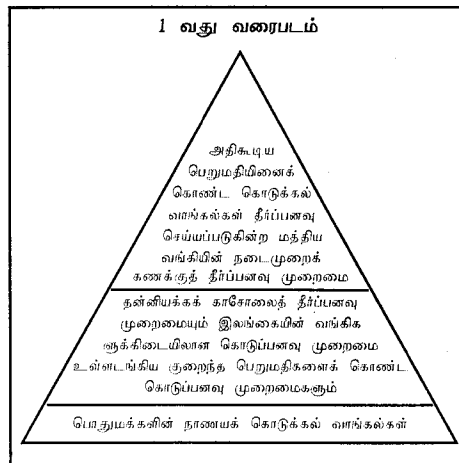 1 வது வரைபடம்
அதிகூடிய
பெறுமதியினைக்
கொண்ட கொடுக்கல்
வாங்கல்கள் தீர்ப்பனவு
செய்யப்படுகின்ற மத்திய
வங்கியின் நடைமுறைக்
கணக்குத் தீர்ப்பனவு முறைமை
தன்னியக்கக் காசோலைத் தீர்ப்பனவு
முறைமையும் இலங்கையின் வங்கிக
ளுக்கிடையிலான கொடுப்பனவு முறைமை
உள்ளடங்கிய குறைந்த பெறுமதிகளைக் கொண்ட
கொடுப்பனவு முறைமைகளும்
பொதுமக்களின் நாணயக் கொடுக்கல் வாங்கல்கள்